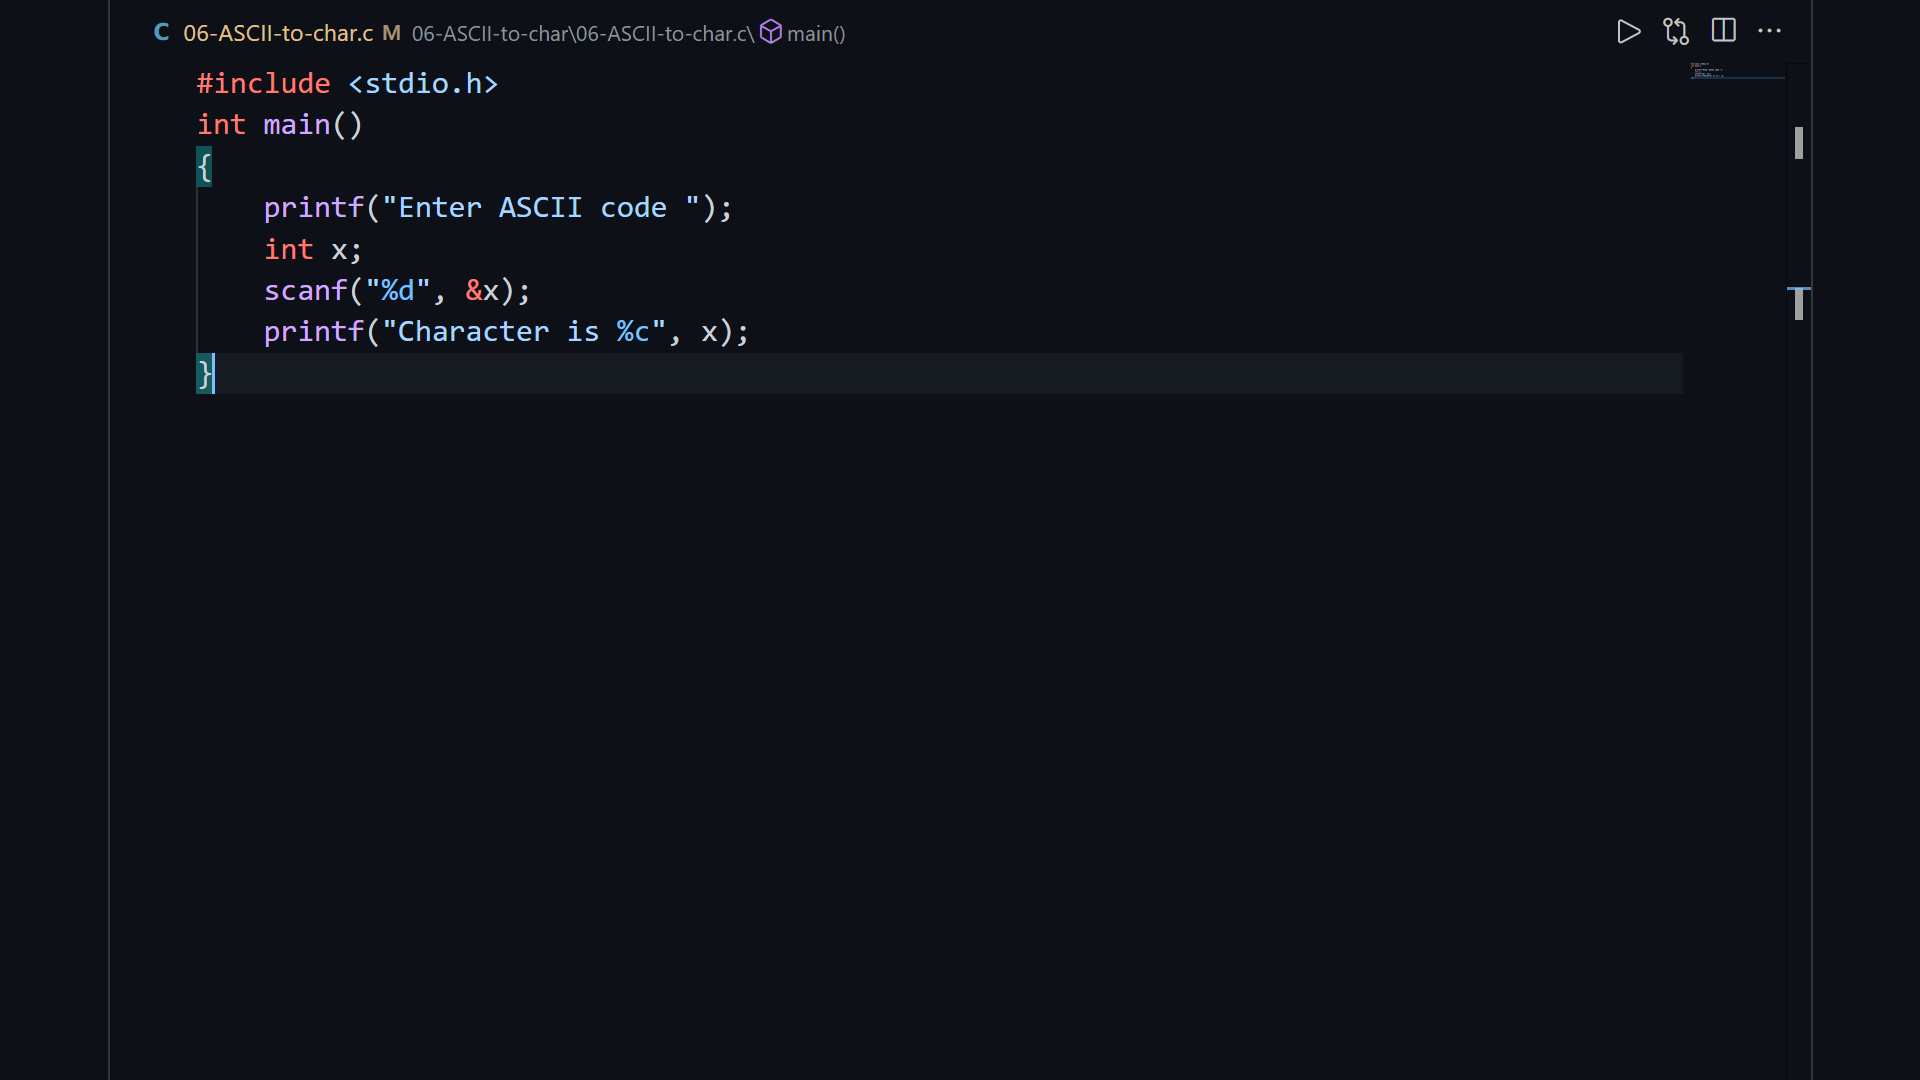 C 06-ASCII-to-char.c M 06-ASCII-to-char\06-ASCII-to-char.c\ main()
#include <stdio.h>
int main()
{
    printf("Enter ASCII code ");
    int x;
    scanf("%d", &x);
    printf("Character is %c", x);
}